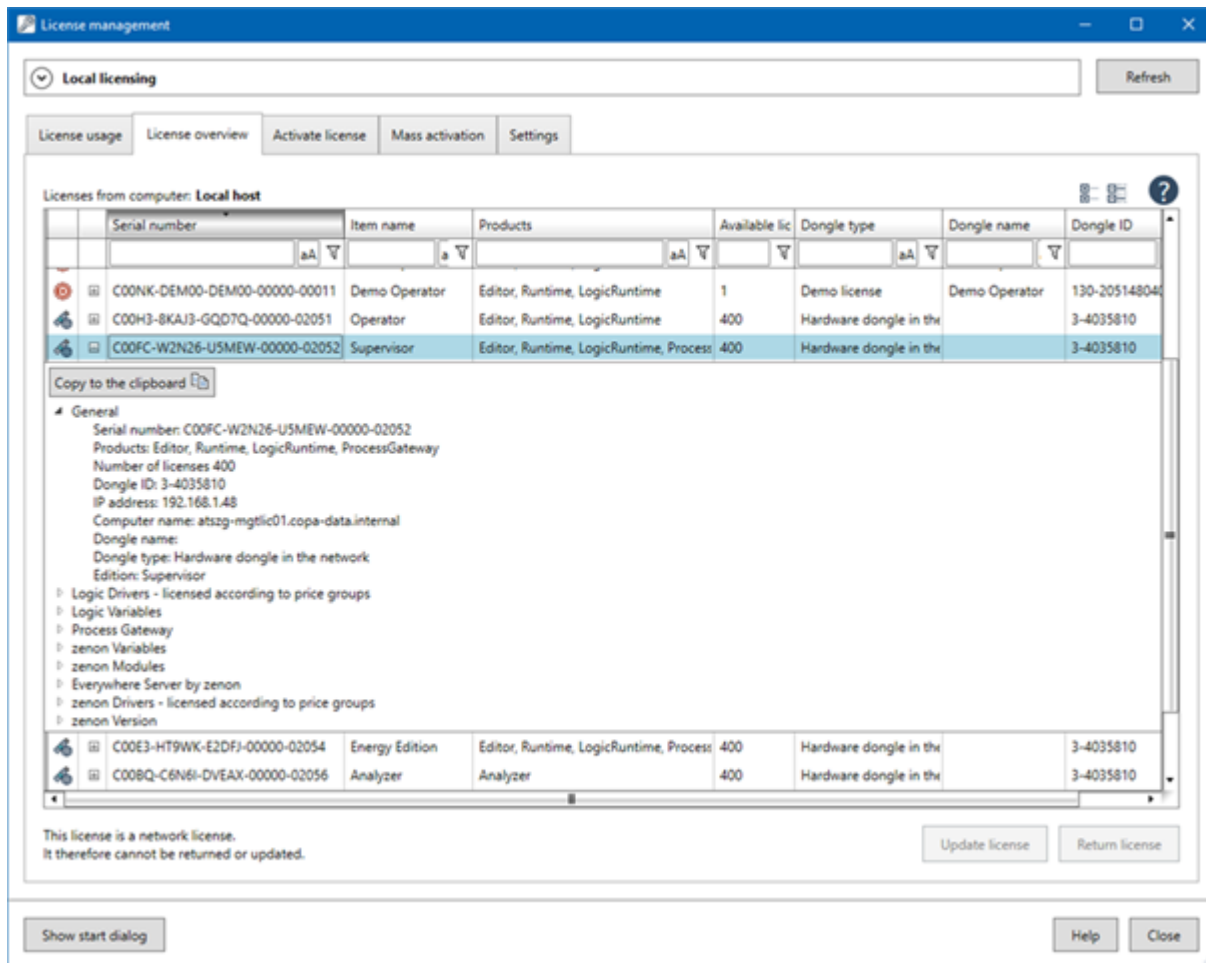 License management
Local licensing
Refresh
License usage License overview Activate license Mass activation Settings
Licenses from computer: Local host
Serial number Item name Products Available lic Dongle type Dongle name Dongle ID
aA a aA aA
C00NK-DEM00-DEM00-00000-00011 Demo Operator Editor, Runtime, LogicRuntime 1 Demo license Demo Operator 130-205148040
C00H3-8KAJ3-GQD7Q-00000-02051 Operator Editor, Runtime, LogicRuntime 400 Hardware dongle in the 3-4035810
C00FC-W2N26-U5MEW-00000-02052 Supervisor Editor, Runtime, LogicRuntime, Process 400 Hardware dongle in the 3-4035810
Copy to the clipboard
General
Serial number: C00FC-W2N26-U5MEW-00000-02052
Products: Editor, Runtime, LogicRuntime, ProcessGateway
Number of licenses 400
Dongle ID: 3-4035810
IP address: 192.168.1.48
Computer name: atszg-mgtlic01.copa-data.internal
Dongle name:
Dongle type: Hardware dongle in the network
Edition: Supervisor
Logic Drivers - licensed according to price groups
Logic Variables
Process Gateway
zenon Variables
zenon Modules
Everywhere Server by zenon
zenon Drivers - licensed according to price groups
zenon Version
C00E3-HT9WK-E2DFJ-00000-02054 Energy Edition Editor, Runtime, LogicRuntime, Process 400 Hardware dongle in the 3-4035810
C00BQ-C6N6I-DVEAX-00000-02056 Analyzer Analyzer 400 Hardware dongle in the 3-4035810
This license is a network license.
It therefore cannot be returned or updated.
Update license Return license
Show start dialog
Help Close